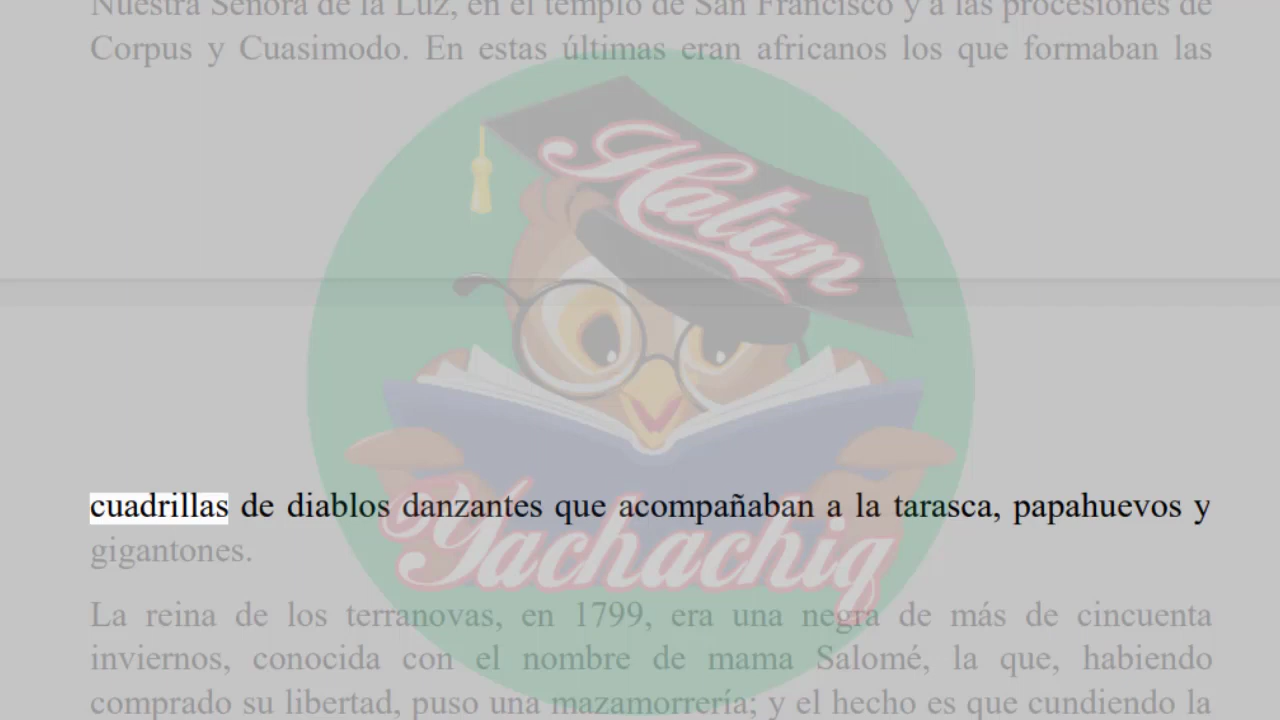 Nuestra Señora de la Luz, en el templo de San Francisco y a las procesiones de
Corpus y Cuasimodo. En estas últimas eran africanos los que formaban las
Hatun
cuadrillas de diablos danzantes que acompañaban a la tarasca, papahuevos y
Yachachiq
gigantones.
La reina de los terranovas, en 1799, era una negra de más de cincuenta
inviernos, conocida con el nombre de mama Salomé, la que, habiendo
comprado su libertad, puso una mazamorrería; y el hecho es que cundiendo la